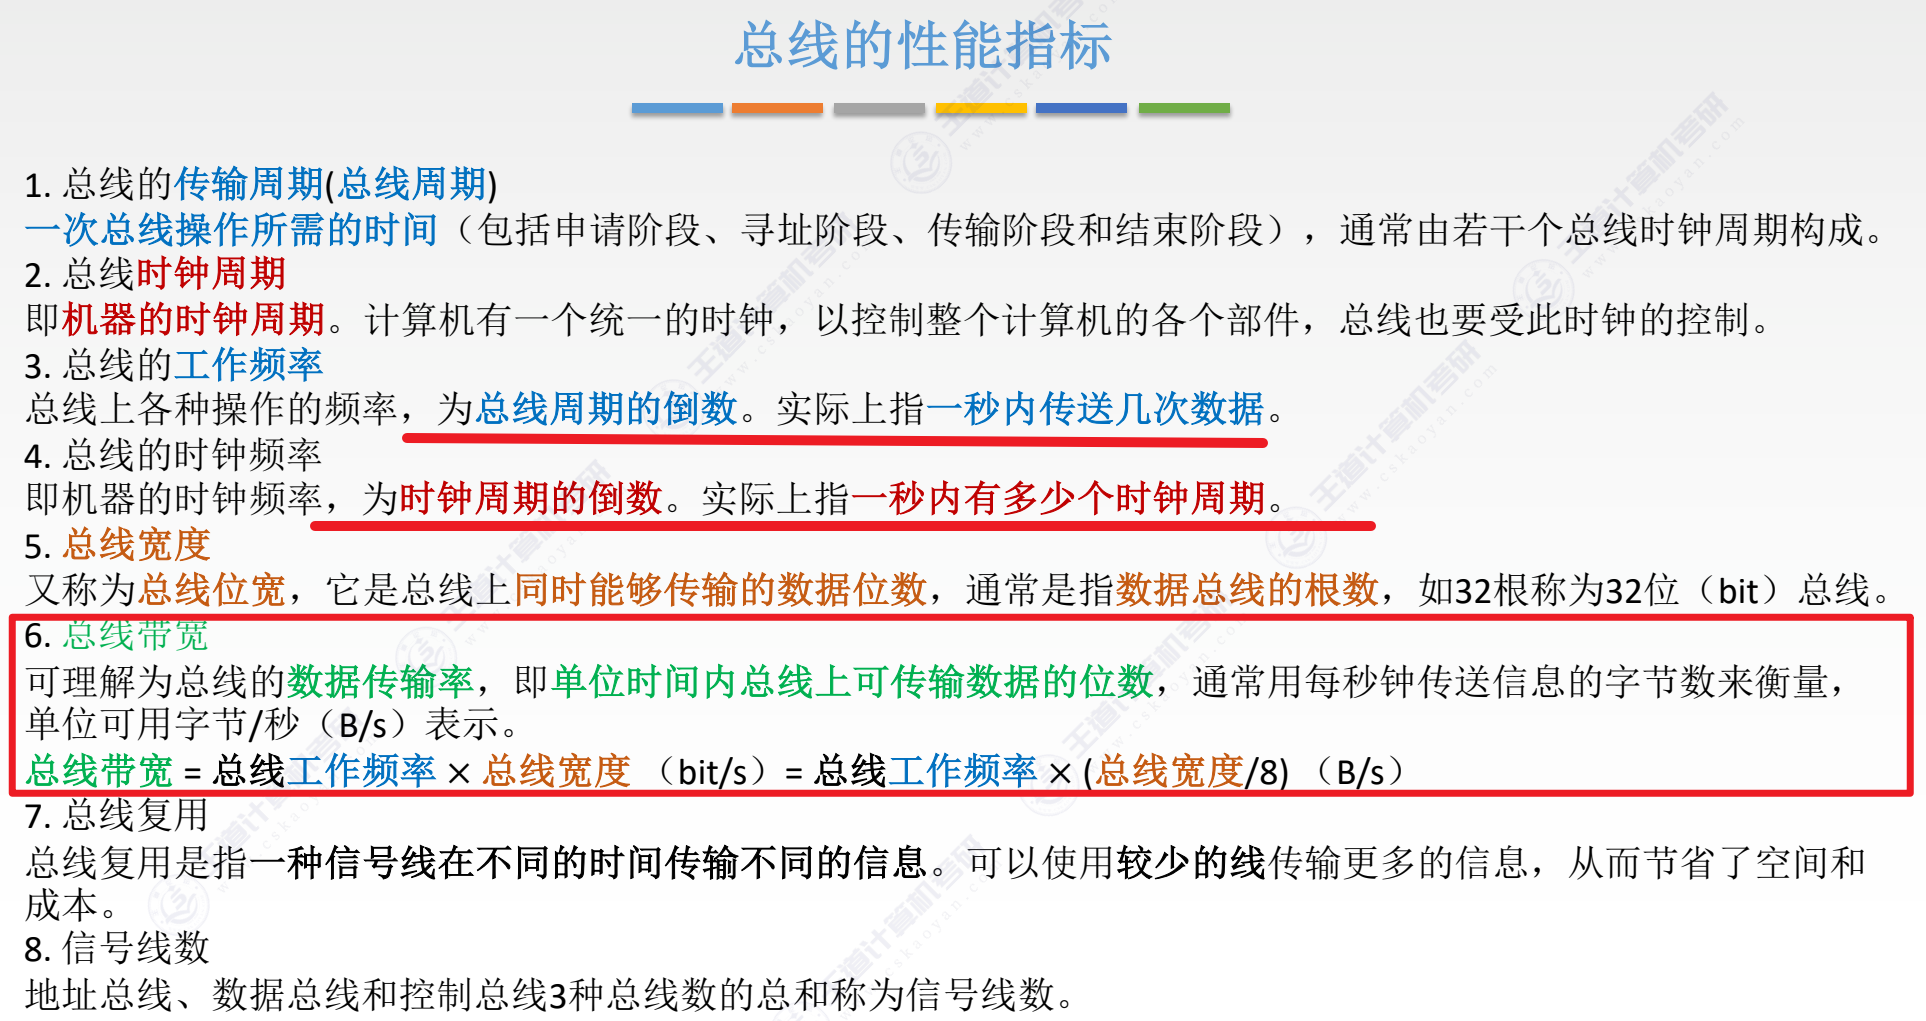 总线的性能指标
1. 总线的传输周期(总线周期)
一次总线操作所需的时间（包括申请阶段、寻址阶段、传输阶段和结束阶段），通常由若干个总线时钟周期构成。
2. 总线时钟周期
即机器的时钟周期。计算机有一个统一的时钟，以控制整个计算机的各个部件，总线也要受此时钟的控制。
3. 总线的工作频率
总线上各种操作的频率，为总线周期的倒数。实际上指一秒内传送几次数据。
4. 总线的时钟频率
即机器的时钟频率，为时钟周期的倒数。实际上指一秒内有多少个时钟周期。
5. 总线宽度
又称为总线位宽，它是总线上同时能够传输的数据位数，通常是指数据总线的根数，如32根称为32位（bit）总线。
6. 总线带宽
可理解为总线的数据传输率，即单位时间内总线上可传输数据的位数，通常用每秒钟传送信息的字节数来衡量，
单位可用字节/秒（B/s）表示。
总线带宽 = 总线工作频率 × 总线宽度 （bit/s）= 总线工作频率 × (总线宽度/8) （B/s）
7. 总线复用
总线复用是指一种信号线在不同的时间传输不同的信息。可以使用较少的线传输更多的信息，从而节省了空间和
成本。
8. 信号线数
地址总线、数据总线和控制总线3种总线数的总和称为信号线数。
王道计算机考研
www.cskaoyan.com